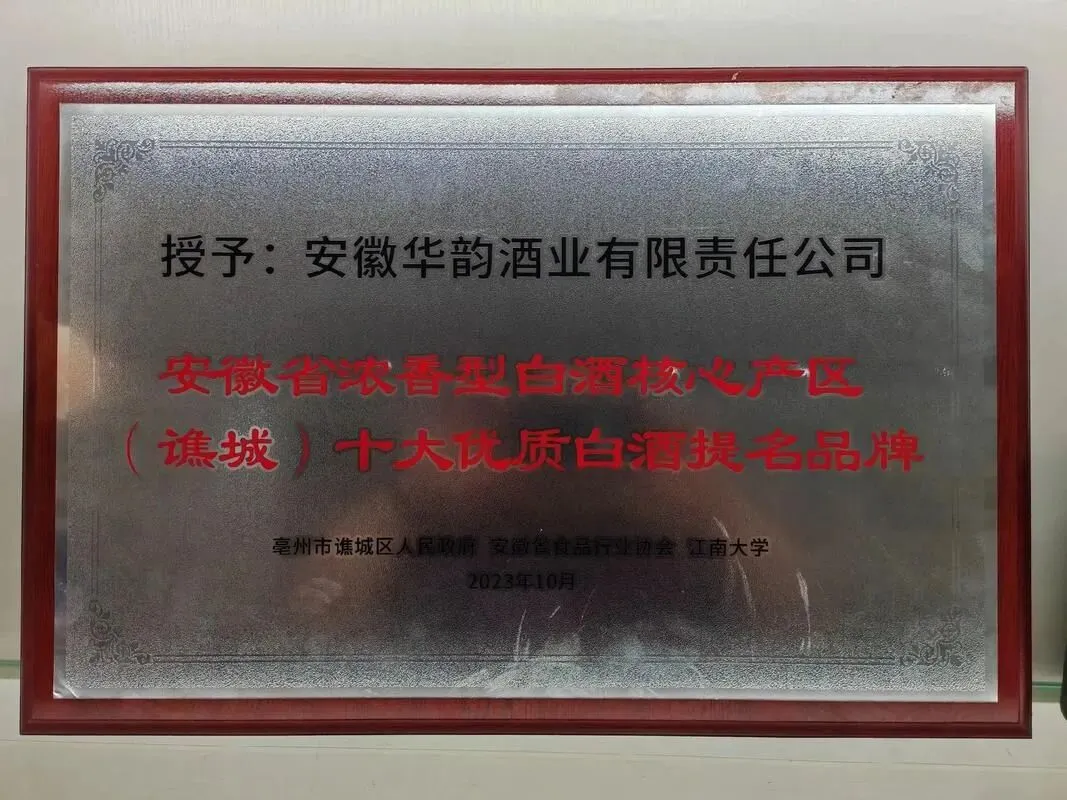 授予：安徽华韵酒业有限责任公司
安徽省浓香型白酒核心产区
（谯城）十大优质白酒提名品牌
亳州市谯城区人民政府 安徽省食品行业协会 江南大学
2023年10月